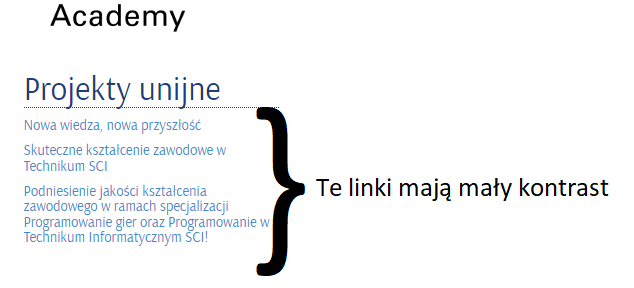 Academy
Projekty unijne
Nowa wiedza, nowa przyszłość
Skuteczne kształcenie zawodowe w
Technikum SCI
Podniesienie jakości kształcenia
zawodowego w ramach specjalizacji
Programowanie gier oraz Programowanie w
Technikum Informatycznym SCI!
Te linki mają mały kontrast